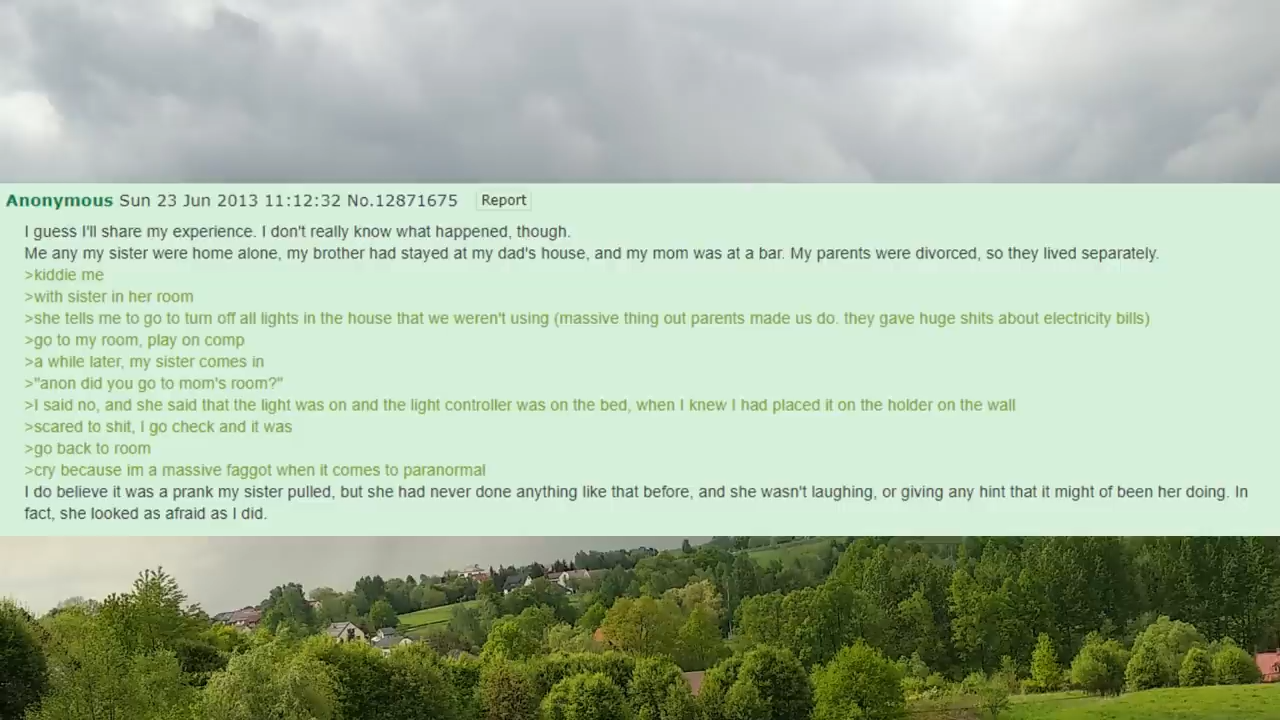 Anonymous Sun 23 Jun 2013 11:12:32 No.12871675 Report
I guess I'll share my experience. I don't really know what happened, though.
Me any my sister were home alone, my brother had stayed at my dad's house, and my mom was at a bar. My parents were divorced, so they lived separately.
>kiddie me
>with sister in her room
>she tells me to go to turn off all lights in the house that we weren't using (massive thing out parents made us do. they gave huge shits about electricity bills)
>go to my room, play on comp
>a while later, my sister comes in
>"anon did you go to mom's room?"
>I said no, and she said that the light was on and the light controller was on the bed, when I knew I had placed it on the holder on the wall
>scared to shit, I go check and it was
>go back to room
>cry because im a massive faggot when it comes to paranormal
I do believe it was a prank my sister pulled, but she had never done anything like that before, and she wasn't laughing, or giving any hint that it might of been her doing. In
fact, she looked as afraid as I did.